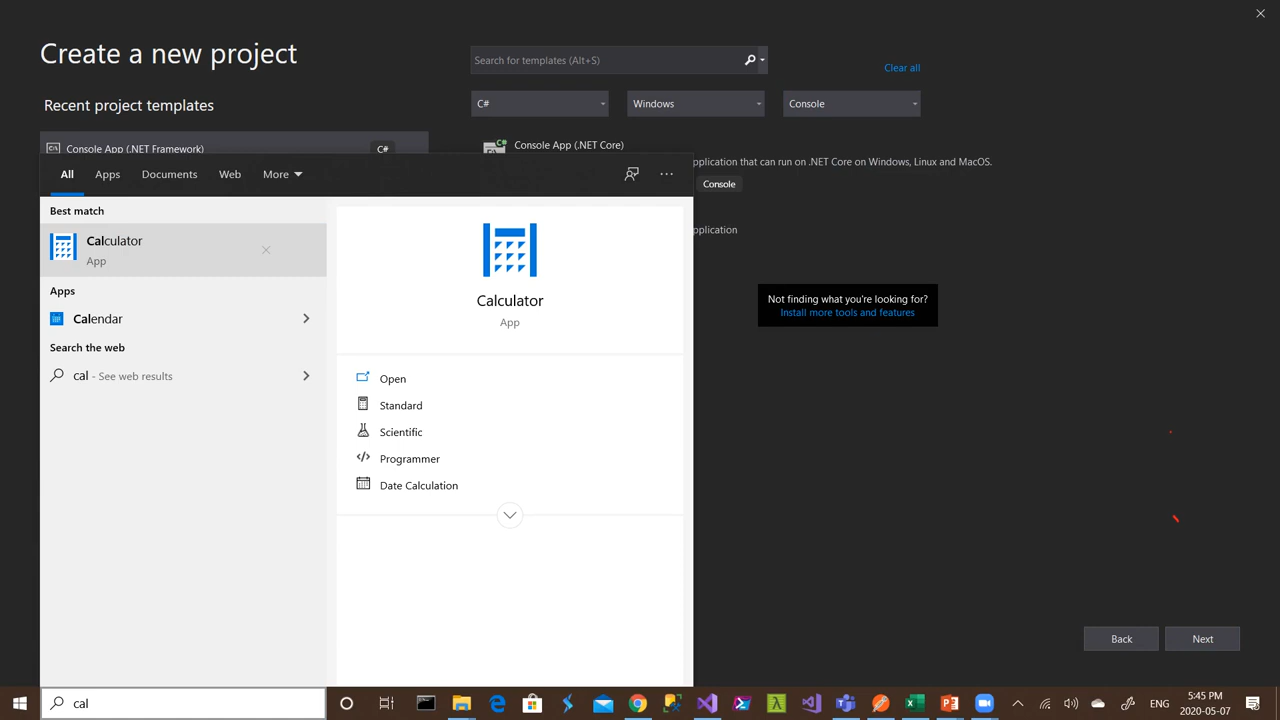 Create a new project
Search for templates (Alt+S)
Clear all
Recent project templates
C#
Windows
Console
Console App (.NET Framework)
C#
Console App (.NET Core)
pplication that can run on .NET Core on Windows, Linux and MacOS.
Console
pplication
Not finding what you're looking for?
Install more tools and features
All
Apps
Documents
Web
More
Best match
Calculator
App
Apps
Calendar
Search the web
cal - See web results
Calculator
App
Open
Standard
Scientific
Programmer
Date Calculation
Back
Next
cal
ENG
5:45 PM
2020-05-07